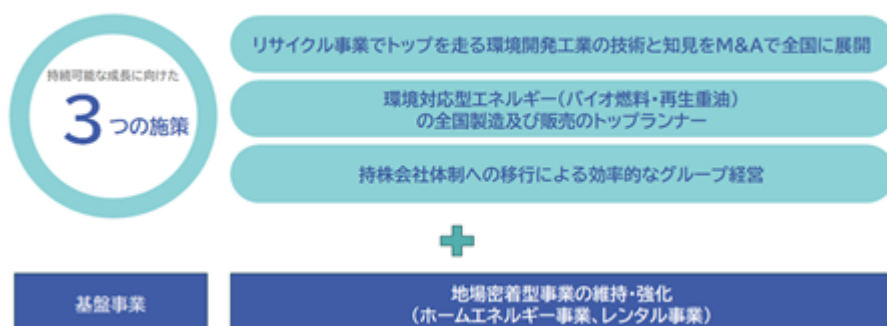 持続可能な成長に向けた
3つの施策
リサイクル事業でトップを走る環境開発工業の技術と知見をM&Aで全国に展開
環境対応型エネルギー(バイオ燃料・再生重油)
の全国製造及び販売のトップランナー
持株会社体制への移行による効率的なグループ経営
基盤事業
地場密着型事業の維持・強化
(ホームエネルギー事業、レンタル事業)